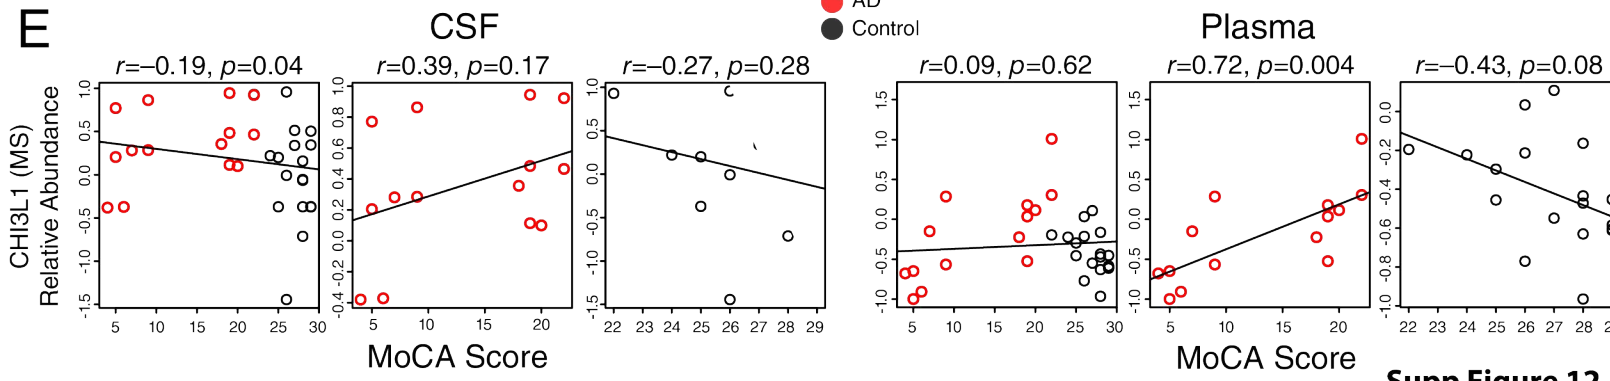 E
CSF
AD
Control
Plasma
r=−0.19, p=0.04
r=0.39, p=0.17
r=−0.27, p=0.28
r=0.09, p=0.62
r=0.72, p=0.004
r=−0.43, p=0.08
CHI3L1 (MS)
Relative Abundance
1.0
0.5
0.0
-0.5
-1.0
-1.5
5 10 15 20 25 30
1.0
0.8
0.6
0.4
0.2
0.0
-0.2
-0.4
5 10 15 20
1.0
0.5
0.0
-0.5
-1.0
-1.5
22 23 24 25 26 27 28 29
1.5
1.0
0.5
0.0
-0.5
-1.0
5 10 15 20 25 30
1.5
1.0
0.5
0.0
-0.5
-1.0
5 10 15 20
0.0
-0.2
-0.4
-0.6
-0.8
-1.0
22 23 24 25 26 27 28
MoCA Score
MoCA Score
Supp Figure 12